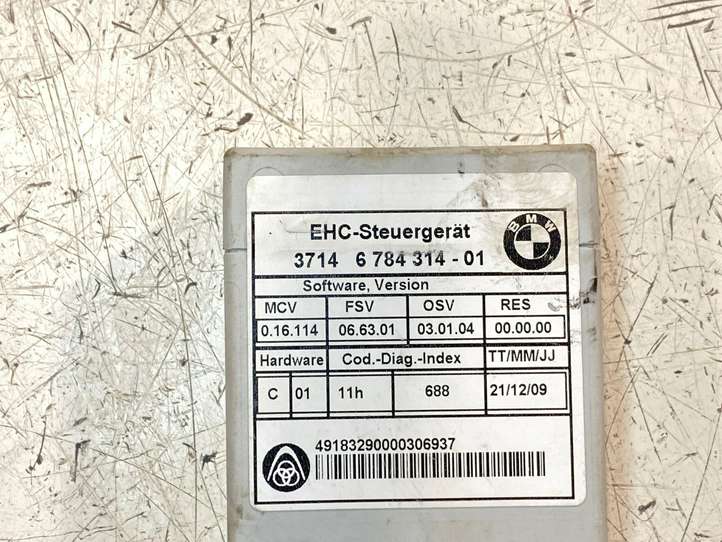 EHC-Steuergerät
3714 6 784 314 - 01
BMW
Software, Version
MCV FSV OSV RES
0.16.114 06.63.01 03.01.04 00.00.00
Hardware Cod.-Diag.-Index TT/MM/JJ
C 01 11h 688 21/12/09
49183290000306937